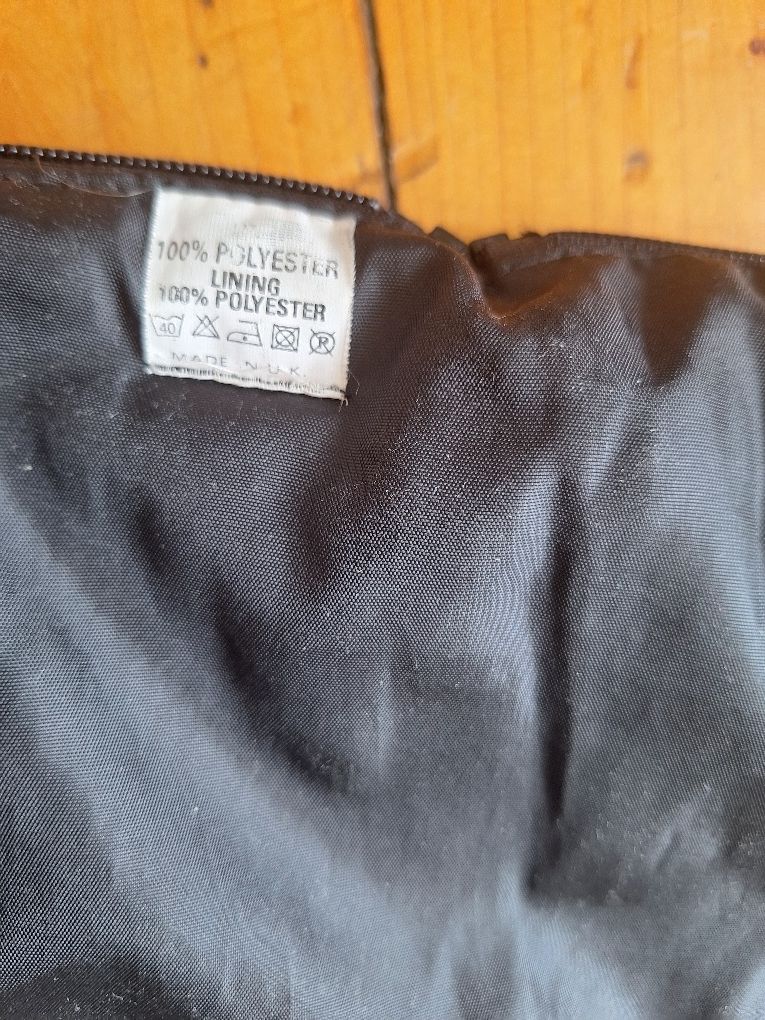 100% POLYESTER
LINING
100% POLYESTER
40 R
MADE IN U.K.